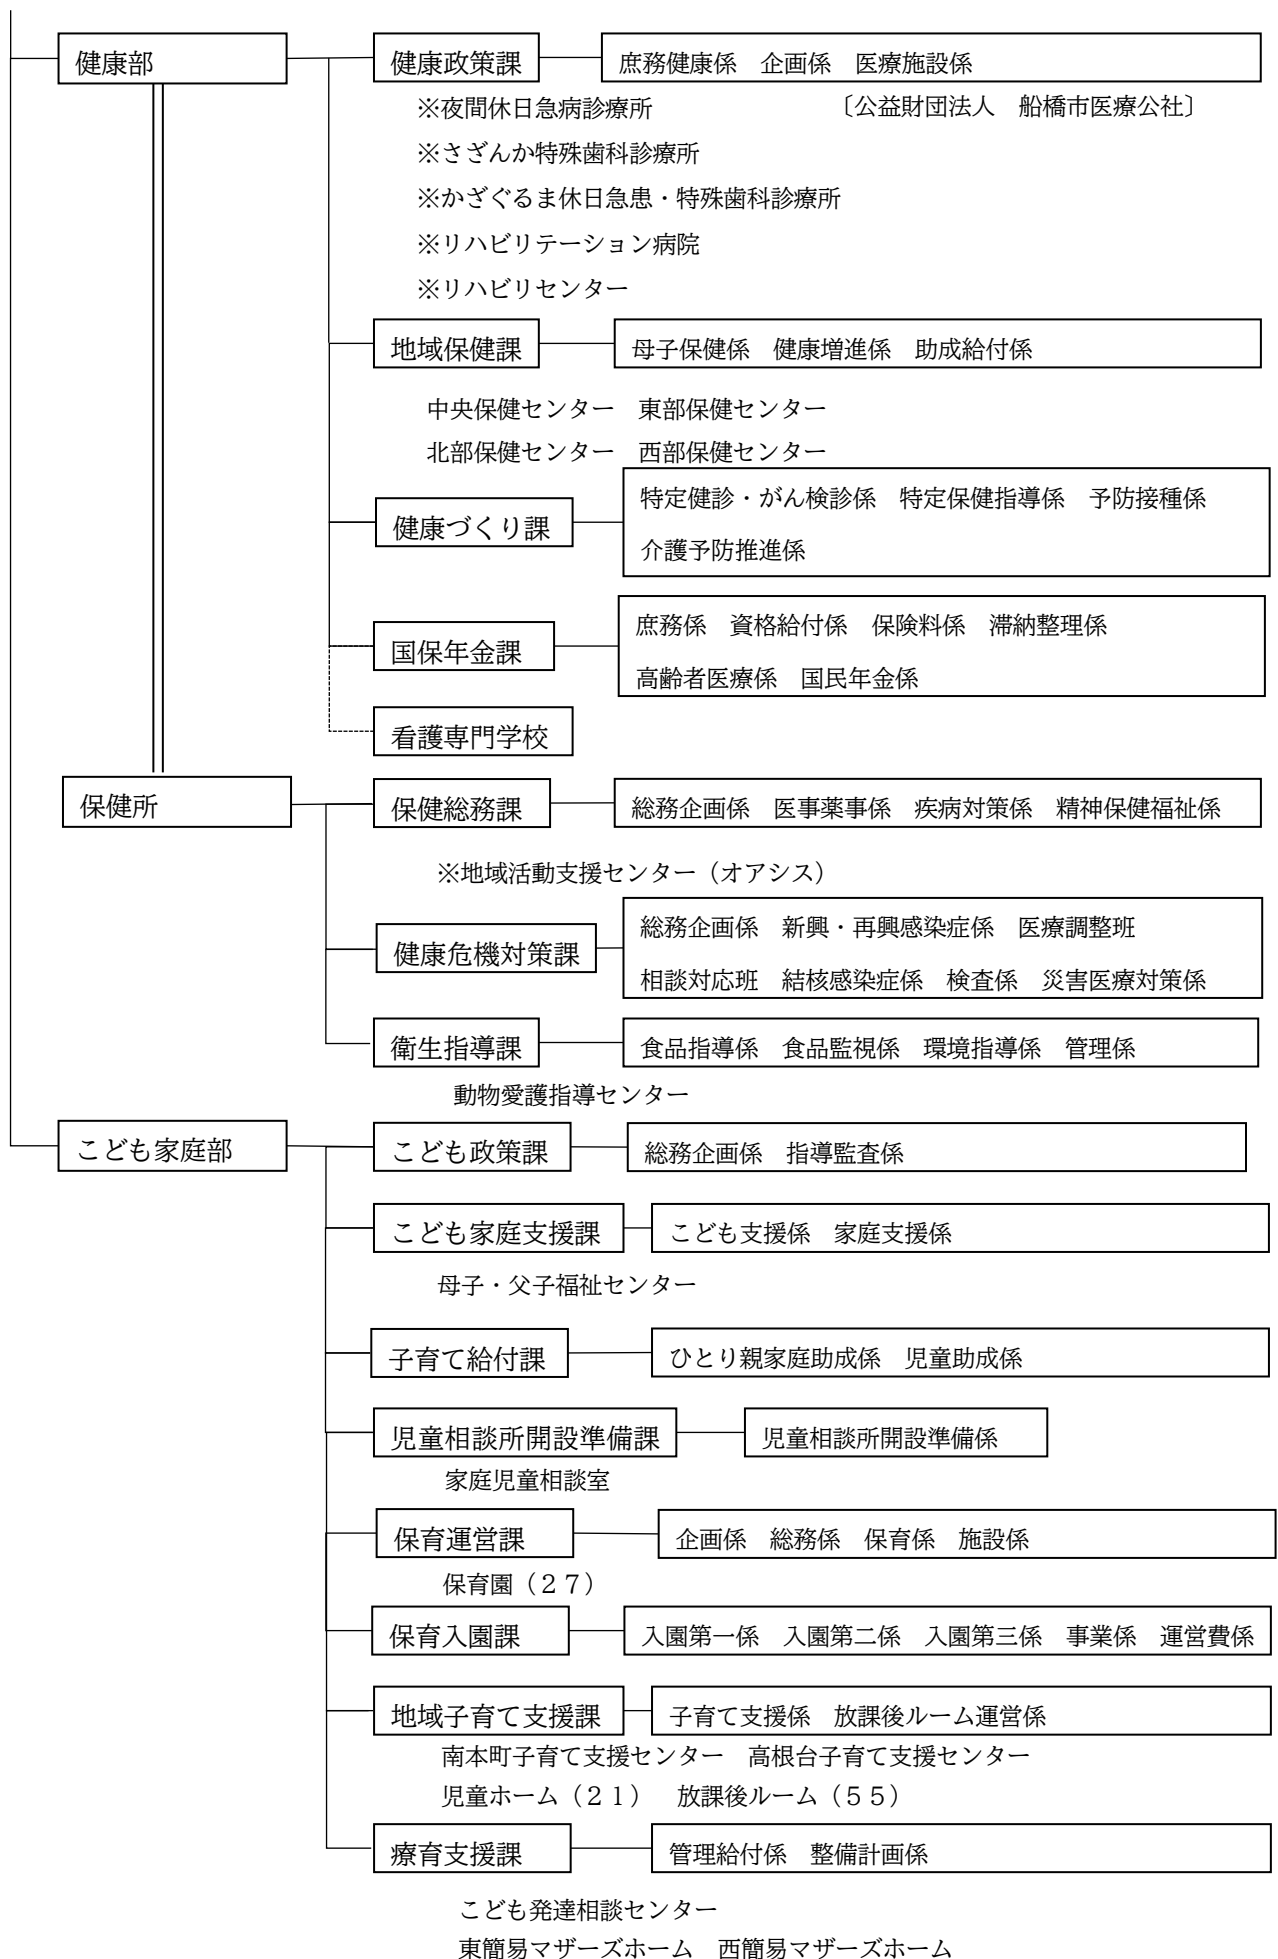 健康部
健康政策課
庶務健康係　企画係　医療施設係
※夜間休日急病診療所
〔公益財団法人　船橋市医療公社〕
※さざんか特殊歯科診療所
※かざぐるま休日急患・特殊歯科診療所
※リハビリテーション病院
※リハビリセンター
地域保健課
母子保健係　健康増進係　助成給付係
中央保健センター　東部保健センター
北部保健センター　西部保健センター
健康づくり課
特定健診・がん検診係　特定保健指導係　予防接種係
介護予防推進係
国保年金課
庶務係　資格給付係　保険料係　滞納整理係
高齢者医療係　国民年金係
看護専門学校
保健所
保健総務課
総務企画係　医事薬事係　疾病対策係　精神保健福祉係
※地域活動支援センター（オアシス）
健康危機対策課
総務企画係　新興・再興感染症係　医療調整班
相談対応班　結核感染症係　検査係　災害医療対策係
衛生指導課
食品指導係　食品監視係　環境指導係　管理係
動物愛護指導センター
こども家庭部
こども政策課
総務企画係　指導監査係
こども家庭支援課
こども支援係　家庭支援係
母子・父子福祉センター
子育て給付課
ひとり親家庭助成係　児童助成係
児童相談所開設準備課
児童相談所開設準備係
家庭児童相談室
保育運営課
企画係　総務係　保育係　施設係
保育園（２７）
保育入園課
入園第一係　入園第二係　入園第三係　事業係　運営費係
地域子育て支援課
子育て支援係　放課後ルーム運営係
南本町子育て支援センター　高根台子育て支援センター
児童ホーム（２１）　放課後ルーム（５５）
療育支援課
管理給付係　整備計画係
こども発達相談センター
東簡易マザーズホーム　西簡易マザーズホーム